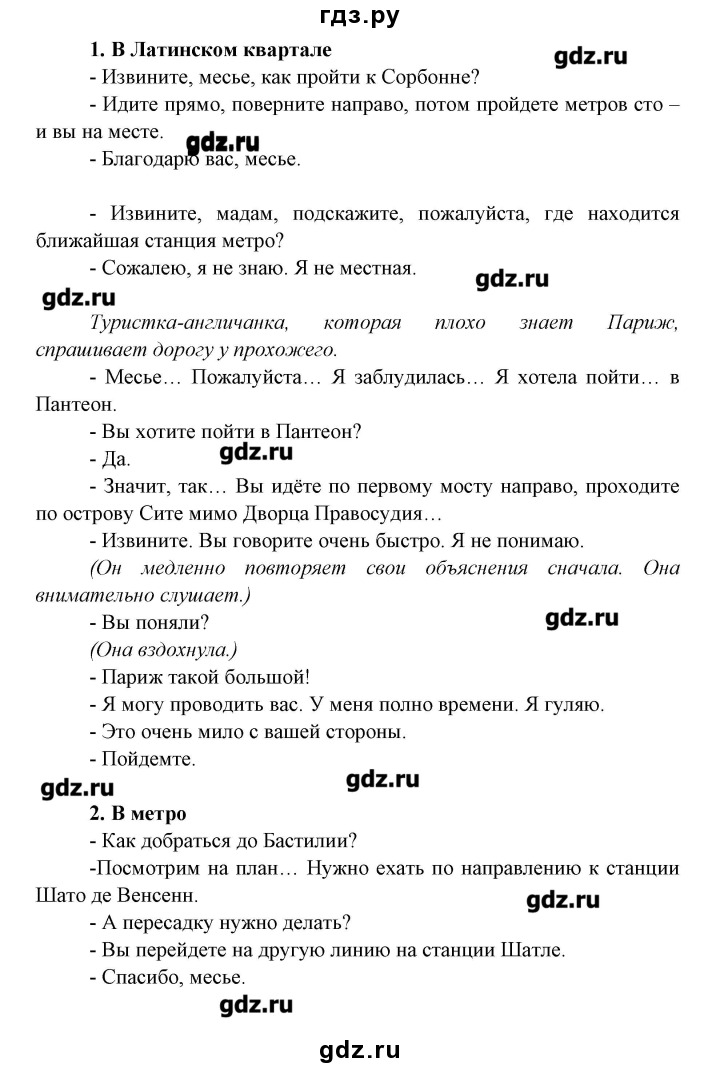 гдз.ру
1. В Латинском квартале
gdz.ru
- Извините, месье, как пройти к Сорбонне?
- Идите прямо, поверните направо, потом пройдете метров сто –
и вы на месте.
gdz.ru
- Благодарю вас, месье.
- Извините, мадам, подскажите, пожалуйста, где находится
ближайшая станция метро?
- Сожалею, я не знаю. Я не местная.
gdz.ru
gdz.ru
Туристка-англичанка, которая плохо знает Париж,
спрашивает дорогу у прохожего.
- Месье… Пожалуйста… Я заблудилась… Я хотела пойти… в
Пантеон.
- Вы хотите пойти в Пантеон?
gdz.ru
- Да.
- Значит, так… Вы идёте по первому мосту направо, проходите
по острову Сите мимо Дворца Правосудия…
- Извините. Вы говорите очень быстро. Я не понимаю.
(Он медленно повторяет свои объяснения сначала. Она
внимательно слушает.)
gdz.ru
- Вы поняли?
(Она вздохнула.)
- Париж такой большой!
- Я могу проводить вас. У меня полно времени. Я гуляю.
- Это очень мило с вашей стороны.
- Пойдемте.
gdz.ru
gdz.ru
2. В метро
- Как добраться до Бастилии?
-Посмотрим на план… Нужно ехать по направлению к станции
Шато де Венсенн.
gdz.ru
- А пересадку нужно делать?
- Вы перейдете на другую линию на станции Шатле.
- Спасибо, месье.
gdz.ru
gdz.ru